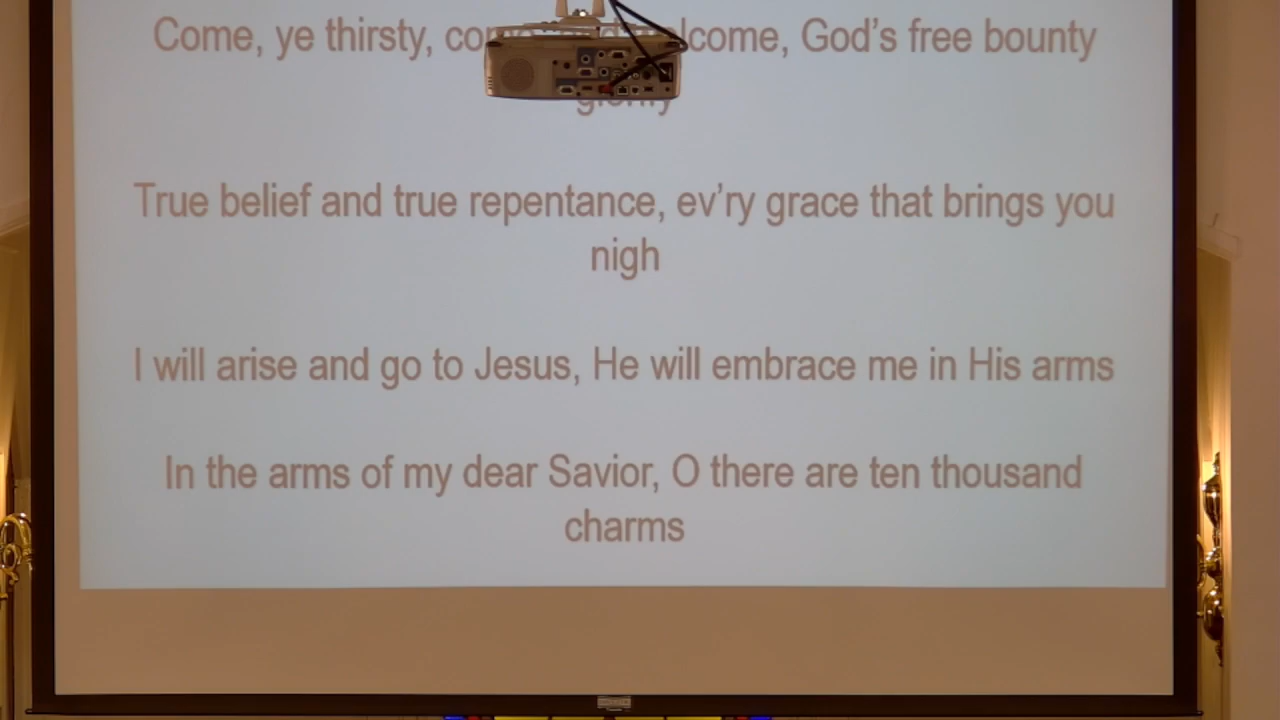 Come, ye thirsty, come, God's free bounty
glorify
True belief and true repentance, ev'ry grace that brings you
nigh
I will arise and go to Jesus, He will embrace me in His arms
In the arms of my dear Savior, O there are ten thousand
charms